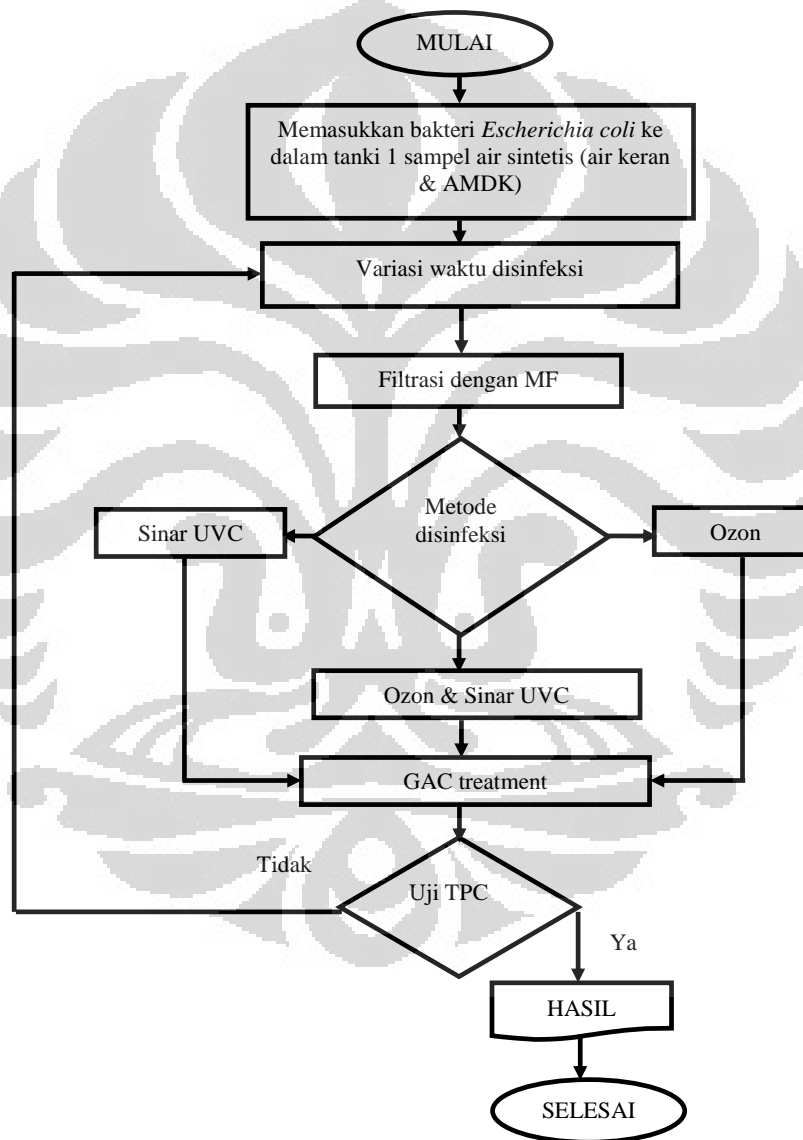 MULAI
Memasukkan bakteri Escherichia coli ke
dalam tanki 1 sampel air sintetis (air keran
& AMDK)
Variasi waktu disinfeksi
Filtrasi dengan MF
Metode
disinfeksi
Sinar UVC
Ozon
Ozon & Sinar UVC
GAC treatment
Tidak
Uji TPC
Ya
HASIL
SELESAI